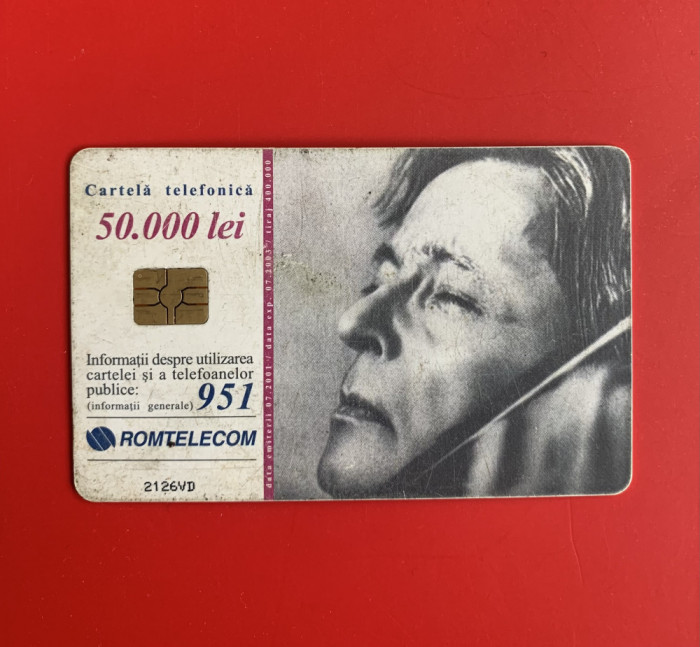 Cartelă telefonică
50.000 lei
Informații despre utilizarea
cartelei și a telefoanelor
publice:
(informații generale) 951
ROMTELECOM
2126VD
data emiterii 07.2001 / data exp. 07.2003 / tiraj 400.000